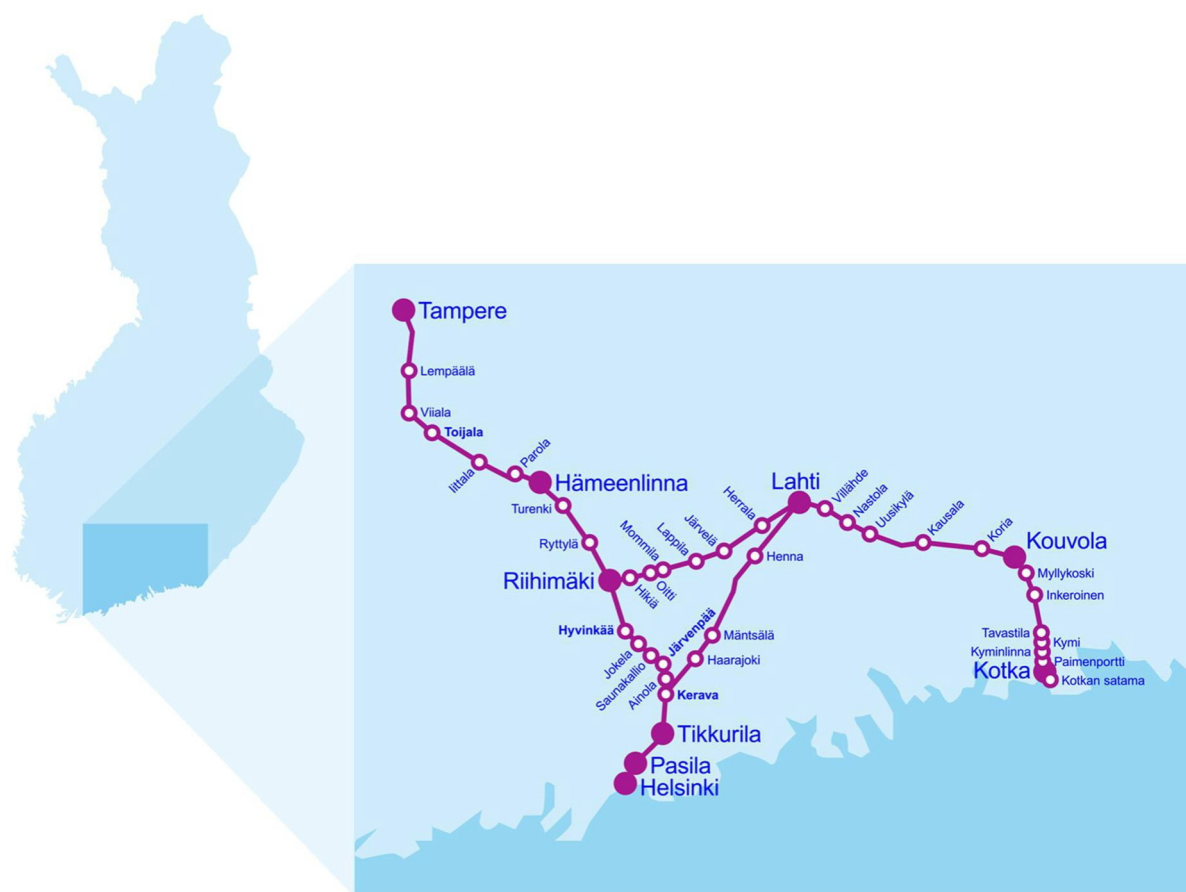 Tampere
Lempäälä
Viiala
Toijala
Iittala
Parola
Hämeenlinna
Turenki
Ryttylä
Riihimäki
Hikiä
Mommila
Oitti
Lappila
Järvelä
Herrala
Lahti
Villähde
Nastola
Uusikylä
Kausala
Koria
Kouvola
Myllykoski
Inkeroinen
Tavastila
Kymi
Kyminlinna
Paimenportti
Kotka
Kotkan satama
Henna
Mäntsälä
Haarajoki
Hyvinkää
Jokela
Saunakallio
Järvenpää
Ainola
Kerava
Tikkurila
Pasila
Helsinki